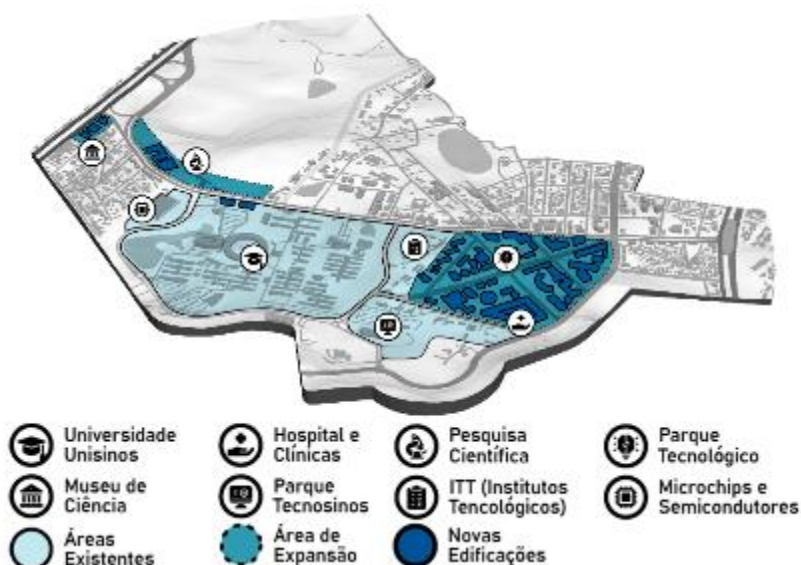 Universidade
Unisinos
Hospital e
Clínicas
Pesquisa
Científica
Parque
Tecnológico
Museu de
Ciência
Parque
Tecnosinos
ITT (Institutos
Tencológicos)
Microchips e
Semicondutores
Áreas
Existentes
Área de
Expansão
Novas
Edificações